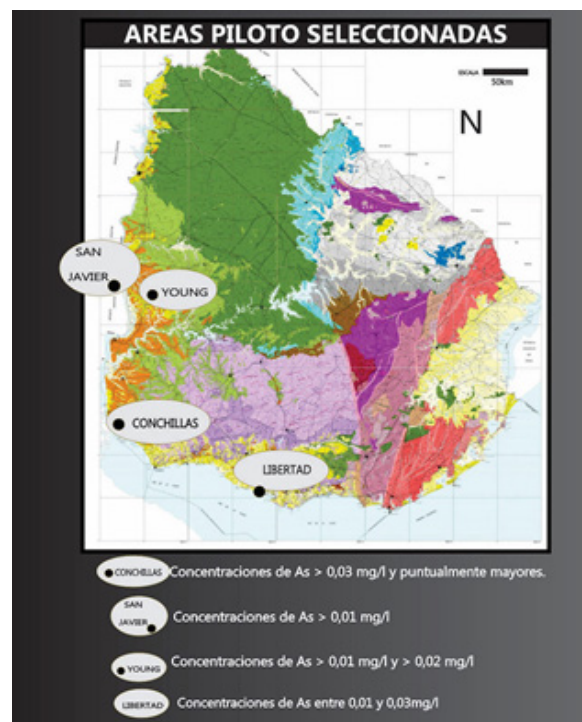 AREAS PILOTO SELECCIONADAS
ESCALA
50km
N
SAN
JAVIER
YOUNG
CONCHILLAS
LIBERTAD
CONCHILLAS Concentraciones de As > 0,03 mg/l y puntualmente mayores.
SAN
JAVIER Concentraciones de As > 0,01 mg/l
YOUNG Concentraciones de As > 0,01 mg/l y > 0,02 mg/l
LIBERTAD Concentraciones de As entre 0,01 y 0,03mg/l